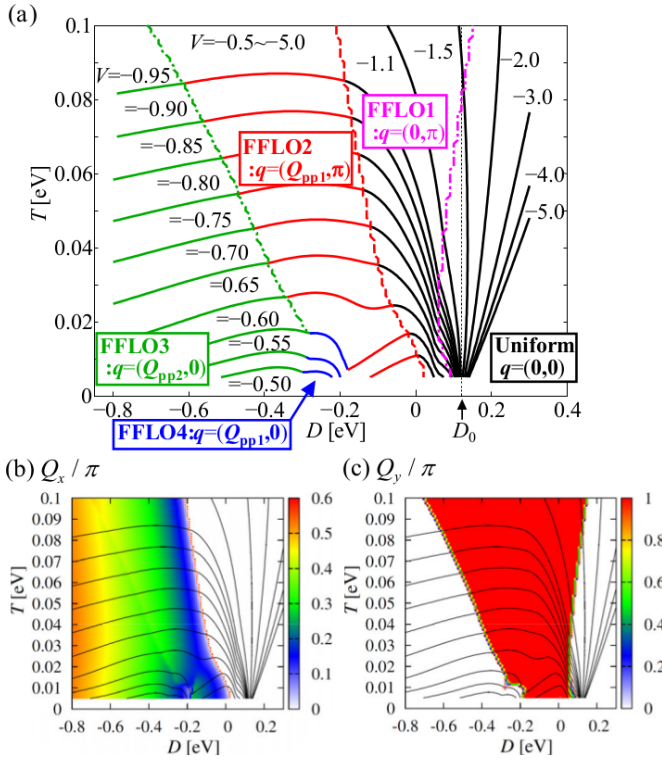 (a)
0.1
0.08
0.06
0.04
0.02
0
T [eV]
V=−0.5~−5.0
V=−0.95
=−0.90
=−0.85
=−0.80
=−0.75
=−0.70
=0.65
=−0.60
=−0.55
=−0.50
−1.1
−1.5
−2.0
−3.0
−4.0
−5.0
FFLO1
:q=(0,π)
FFLO2
:q=(Qpp1,π)
FFLO3
:q=(Qpp2,0)
FFLO4:q=(Qpp1,0)
Uniform
q=(0,0)
−0.8 −0.6 −0.4 −0.2 0 0.2 0.4
D [eV]
D0
(b) Qx / π
0.1
0.09
0.08
0.07
0.06
0.05
0.04
0.03
0.02
0.01
0
T [eV]
-0.8 -0.6 -0.4 -0.2 0 0.2
D [eV]
0.6
0.5
0.4
0.3
0.2
0.1
0
(c) Qy / π
0.1
0.09
0.08
0.07
0.06
0.05
0.04
0.03
0.02
0.01
0
T [eV]
-0.8 -0.6 -0.4 -0.2 0 0.2
D [eV]
1
0.8
0.6
0.4
0.2
0